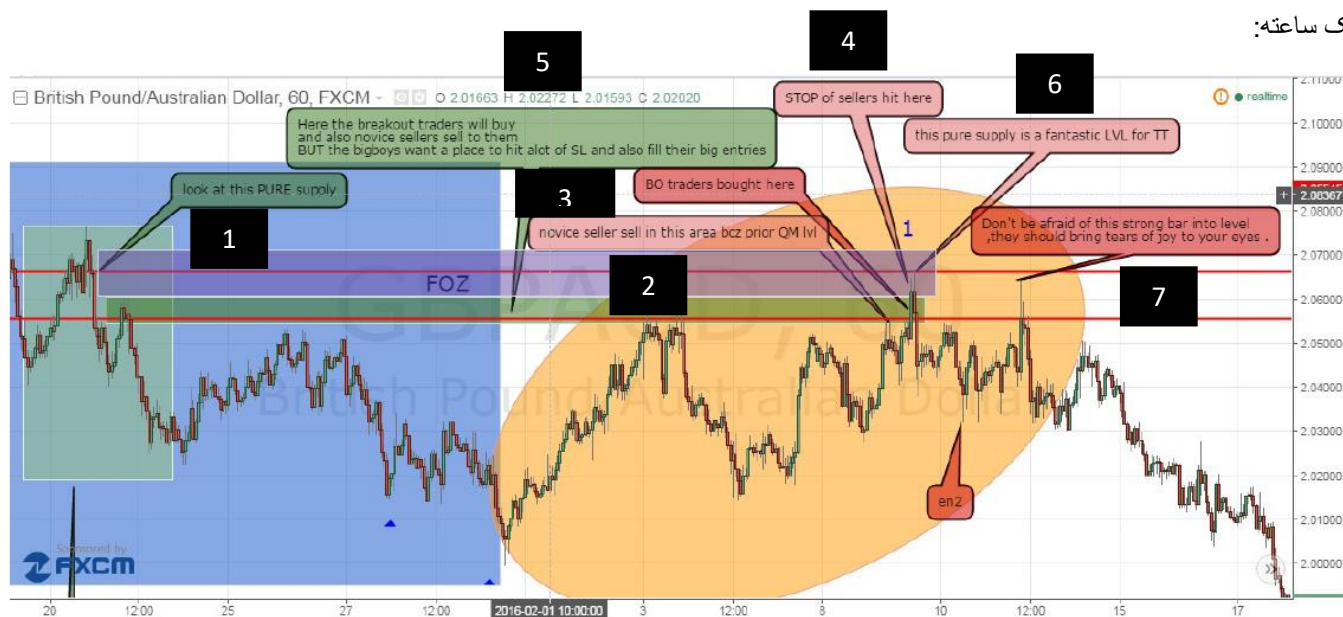 ک ساعته:
5
4
6
British Pound/Australian Dollar, 60, FXCM
O 2.01663 H 2.02272 L 2.01593 C 2.02020
STOP of sellers hit here
realtime
2.11000
2.10000
Here the breakout traders will buy
and also novice sellers sell to them
BUT the bigboys want a place to hit alot of SL and also fill their big entries
this pure supply is a fantastic LVL for TT
2.09000
look at this PURE supply
3
BO traders bought here
2.08367
2.08000
1
novice seller sell in this area bcz prior QM lvl
1
Don't be afraid of this strong bar into level
,they should bring tears of joy to your eyes .
2.07000
FOZ
2
7
2.06000
GBPAUD, 60
British Pound/Australian Dollar
2.05000
2.04000
2.03000
en2
2.02000
2.01000
Sponsored by
FXCM
2.00000
20 12:00 25 27 12:00 2016-02-01 10:00:00 3 12:00 8 10 12:00 15 17